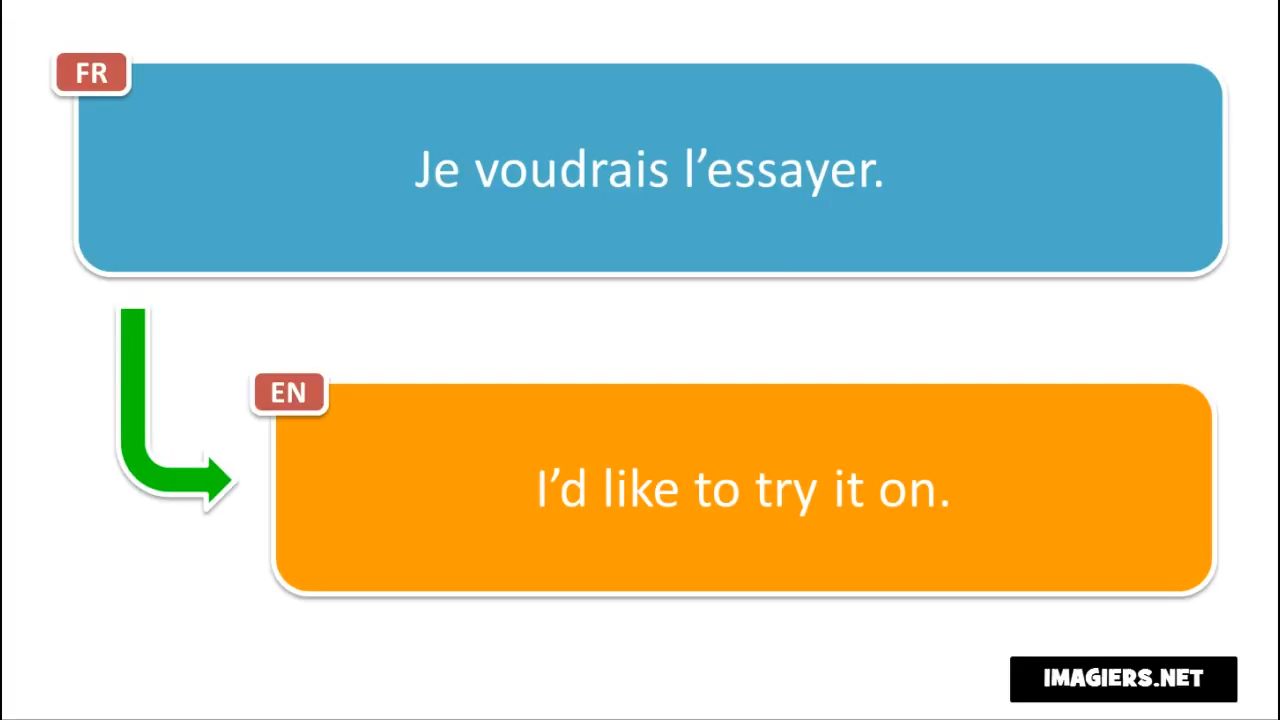 FR
Je voudrais l’essayer.
EN
I’d like to try it on.
IMAGIERS.NET